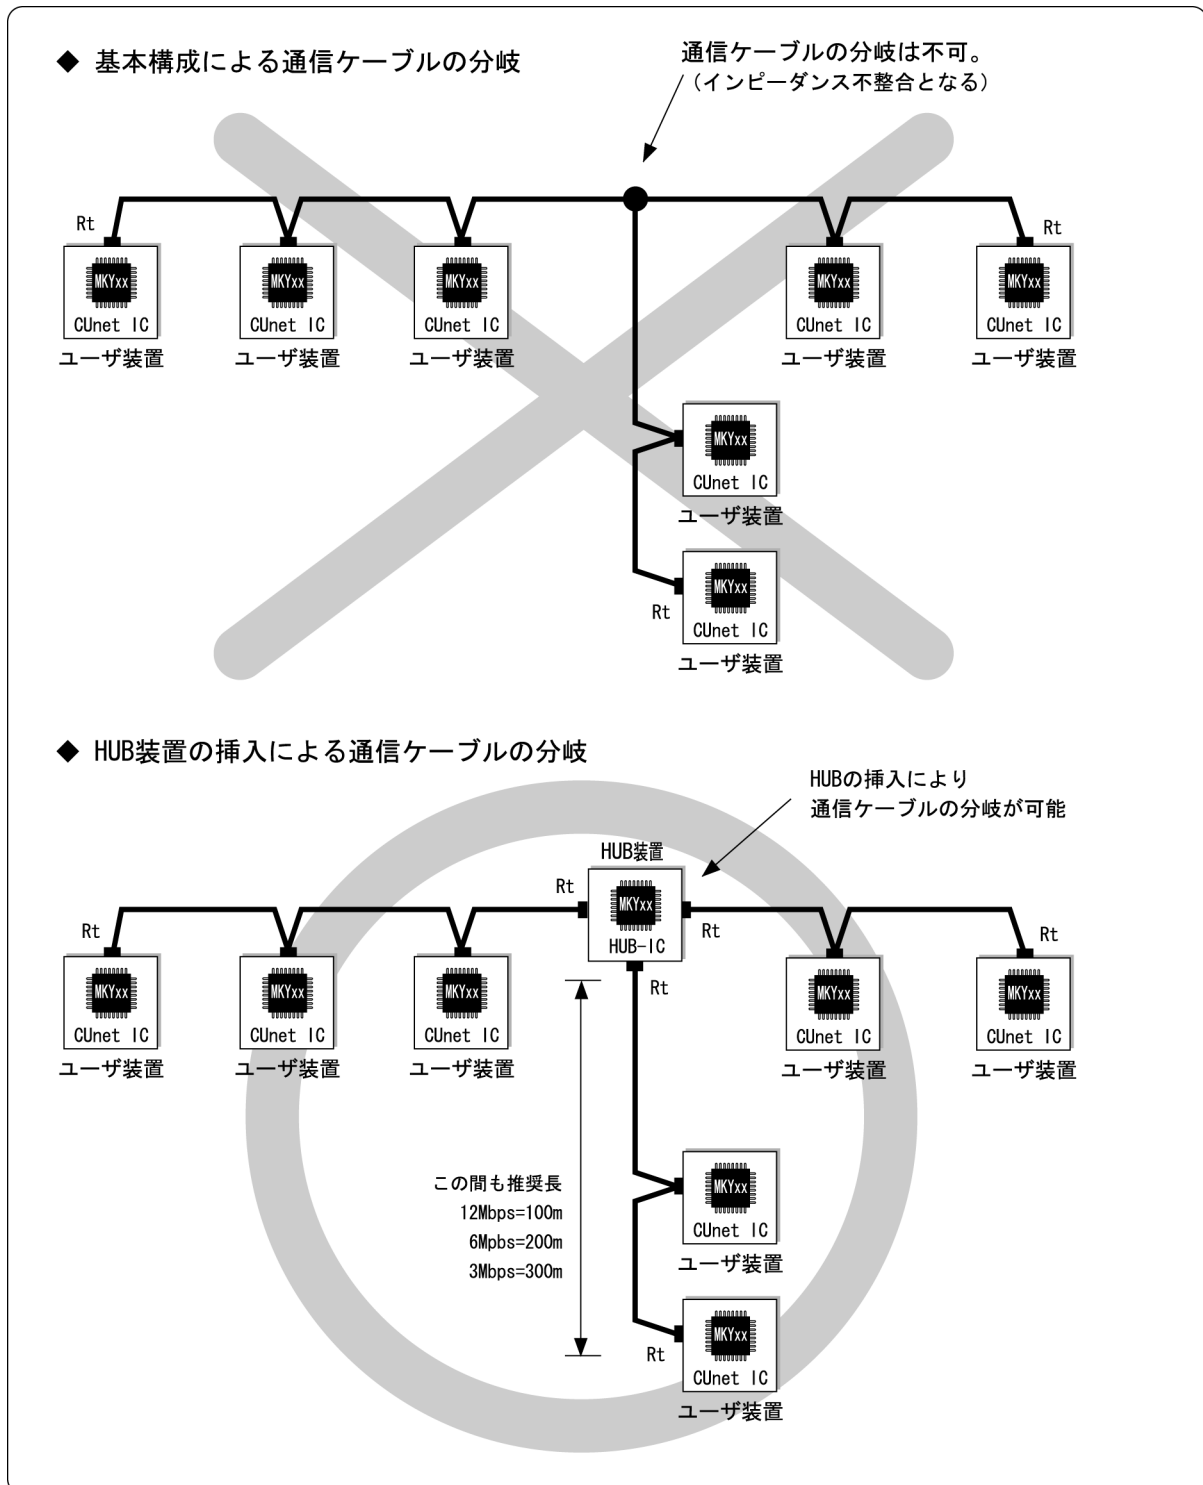 ◆ 基本構成による通信ケーブルの分岐
通信ケーブルの分岐は不可。
(インピーダンス不整合となる)
Rt
Rt
MKYxx
MKYxx
MKYxx
MKYxx
MKYxx
CUnet IC
CUnet IC
CUnet IC
CUnet IC
CUnet IC
ユーザ装置
ユーザ装置
ユーザ装置
ユーザ装置
ユーザ装置
MKYxx
CUnet IC
ユーザ装置
MKYxx
Rt
CUnet IC
ユーザ装置
◆ HUB装置の挿入による通信ケーブルの分岐
HUBの挿入により
通信ケーブルの分岐が可能
HUB装置
Rt
MKYxx
Rt
HUB-IC
Rt
Rt
Rt
MKYxx
MKYxx
MKYxx
MKYxx
MKYxx
CUnet IC
CUnet IC
CUnet IC
CUnet IC
CUnet IC
ユーザ装置
ユーザ装置
ユーザ装置
ユーザ装置
ユーザ装置
この間も推奨長
12Mbps=100m
6Mpbs=200m
3Mbps=300m
MKYxx
CUnet IC
ユーザ装置
MKYxx
Rt
CUnet IC
ユーザ装置